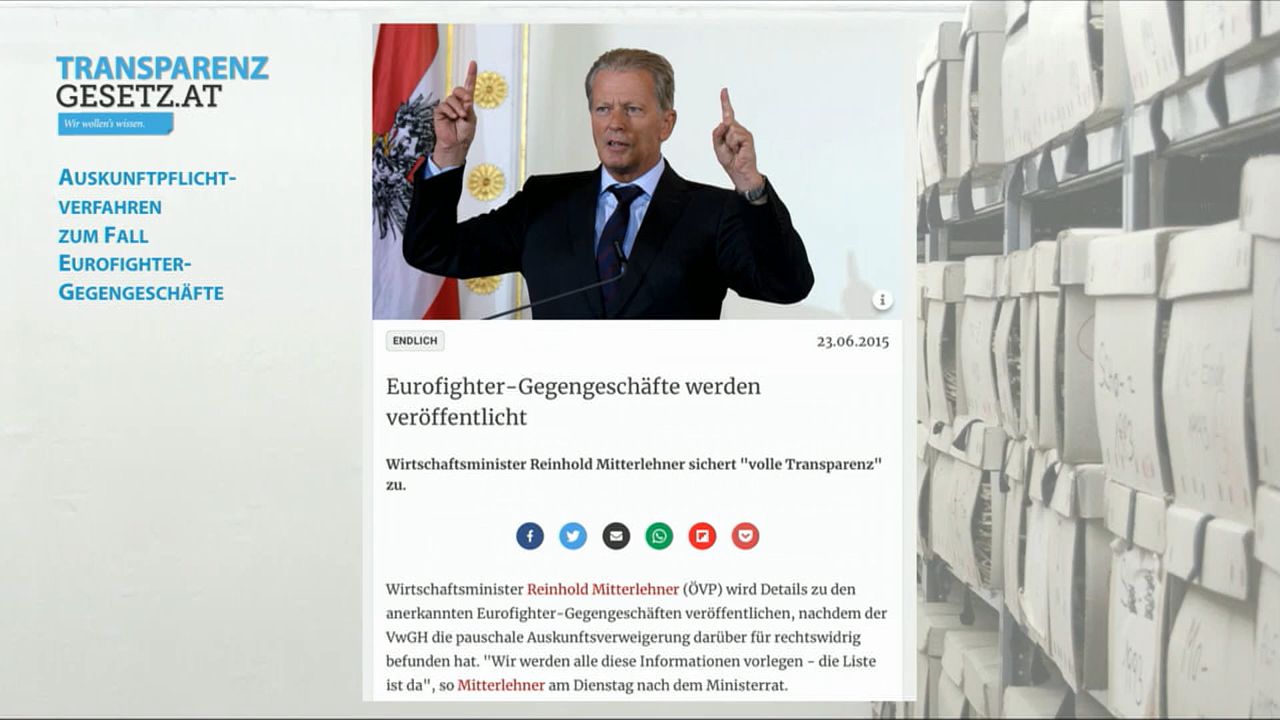 TRANSPARENZ
GESETZ.AT
Wir wollen's wissen.
AUSKUNFTPFLICHT-
VERFAHREN
ZUM FALL
EUROFIGHTER-
GEGENGESCHÄFTE
ENDLICH
23.06.2015
Eurofighter-Gegengeschäfte werden
veröffentlicht
Wirtschaftsminister Reinhold Mitterlehner sichert "volle Transparenz"
zu.
Wirtschaftsminister Reinhold Mitterlehner (ÖVP) wird Details zu den
anerkannten Eurofighter-Gegengeschäften veröffentlichen, nachdem der
VwGH die pauschale Auskunftsverweigerung darüber für rechtswidrig
befunden hat. "Wir werden alle diese Informationen vorlegen - die Liste
ist da", so Mitterlehner am Dienstag nach dem Ministerrat.